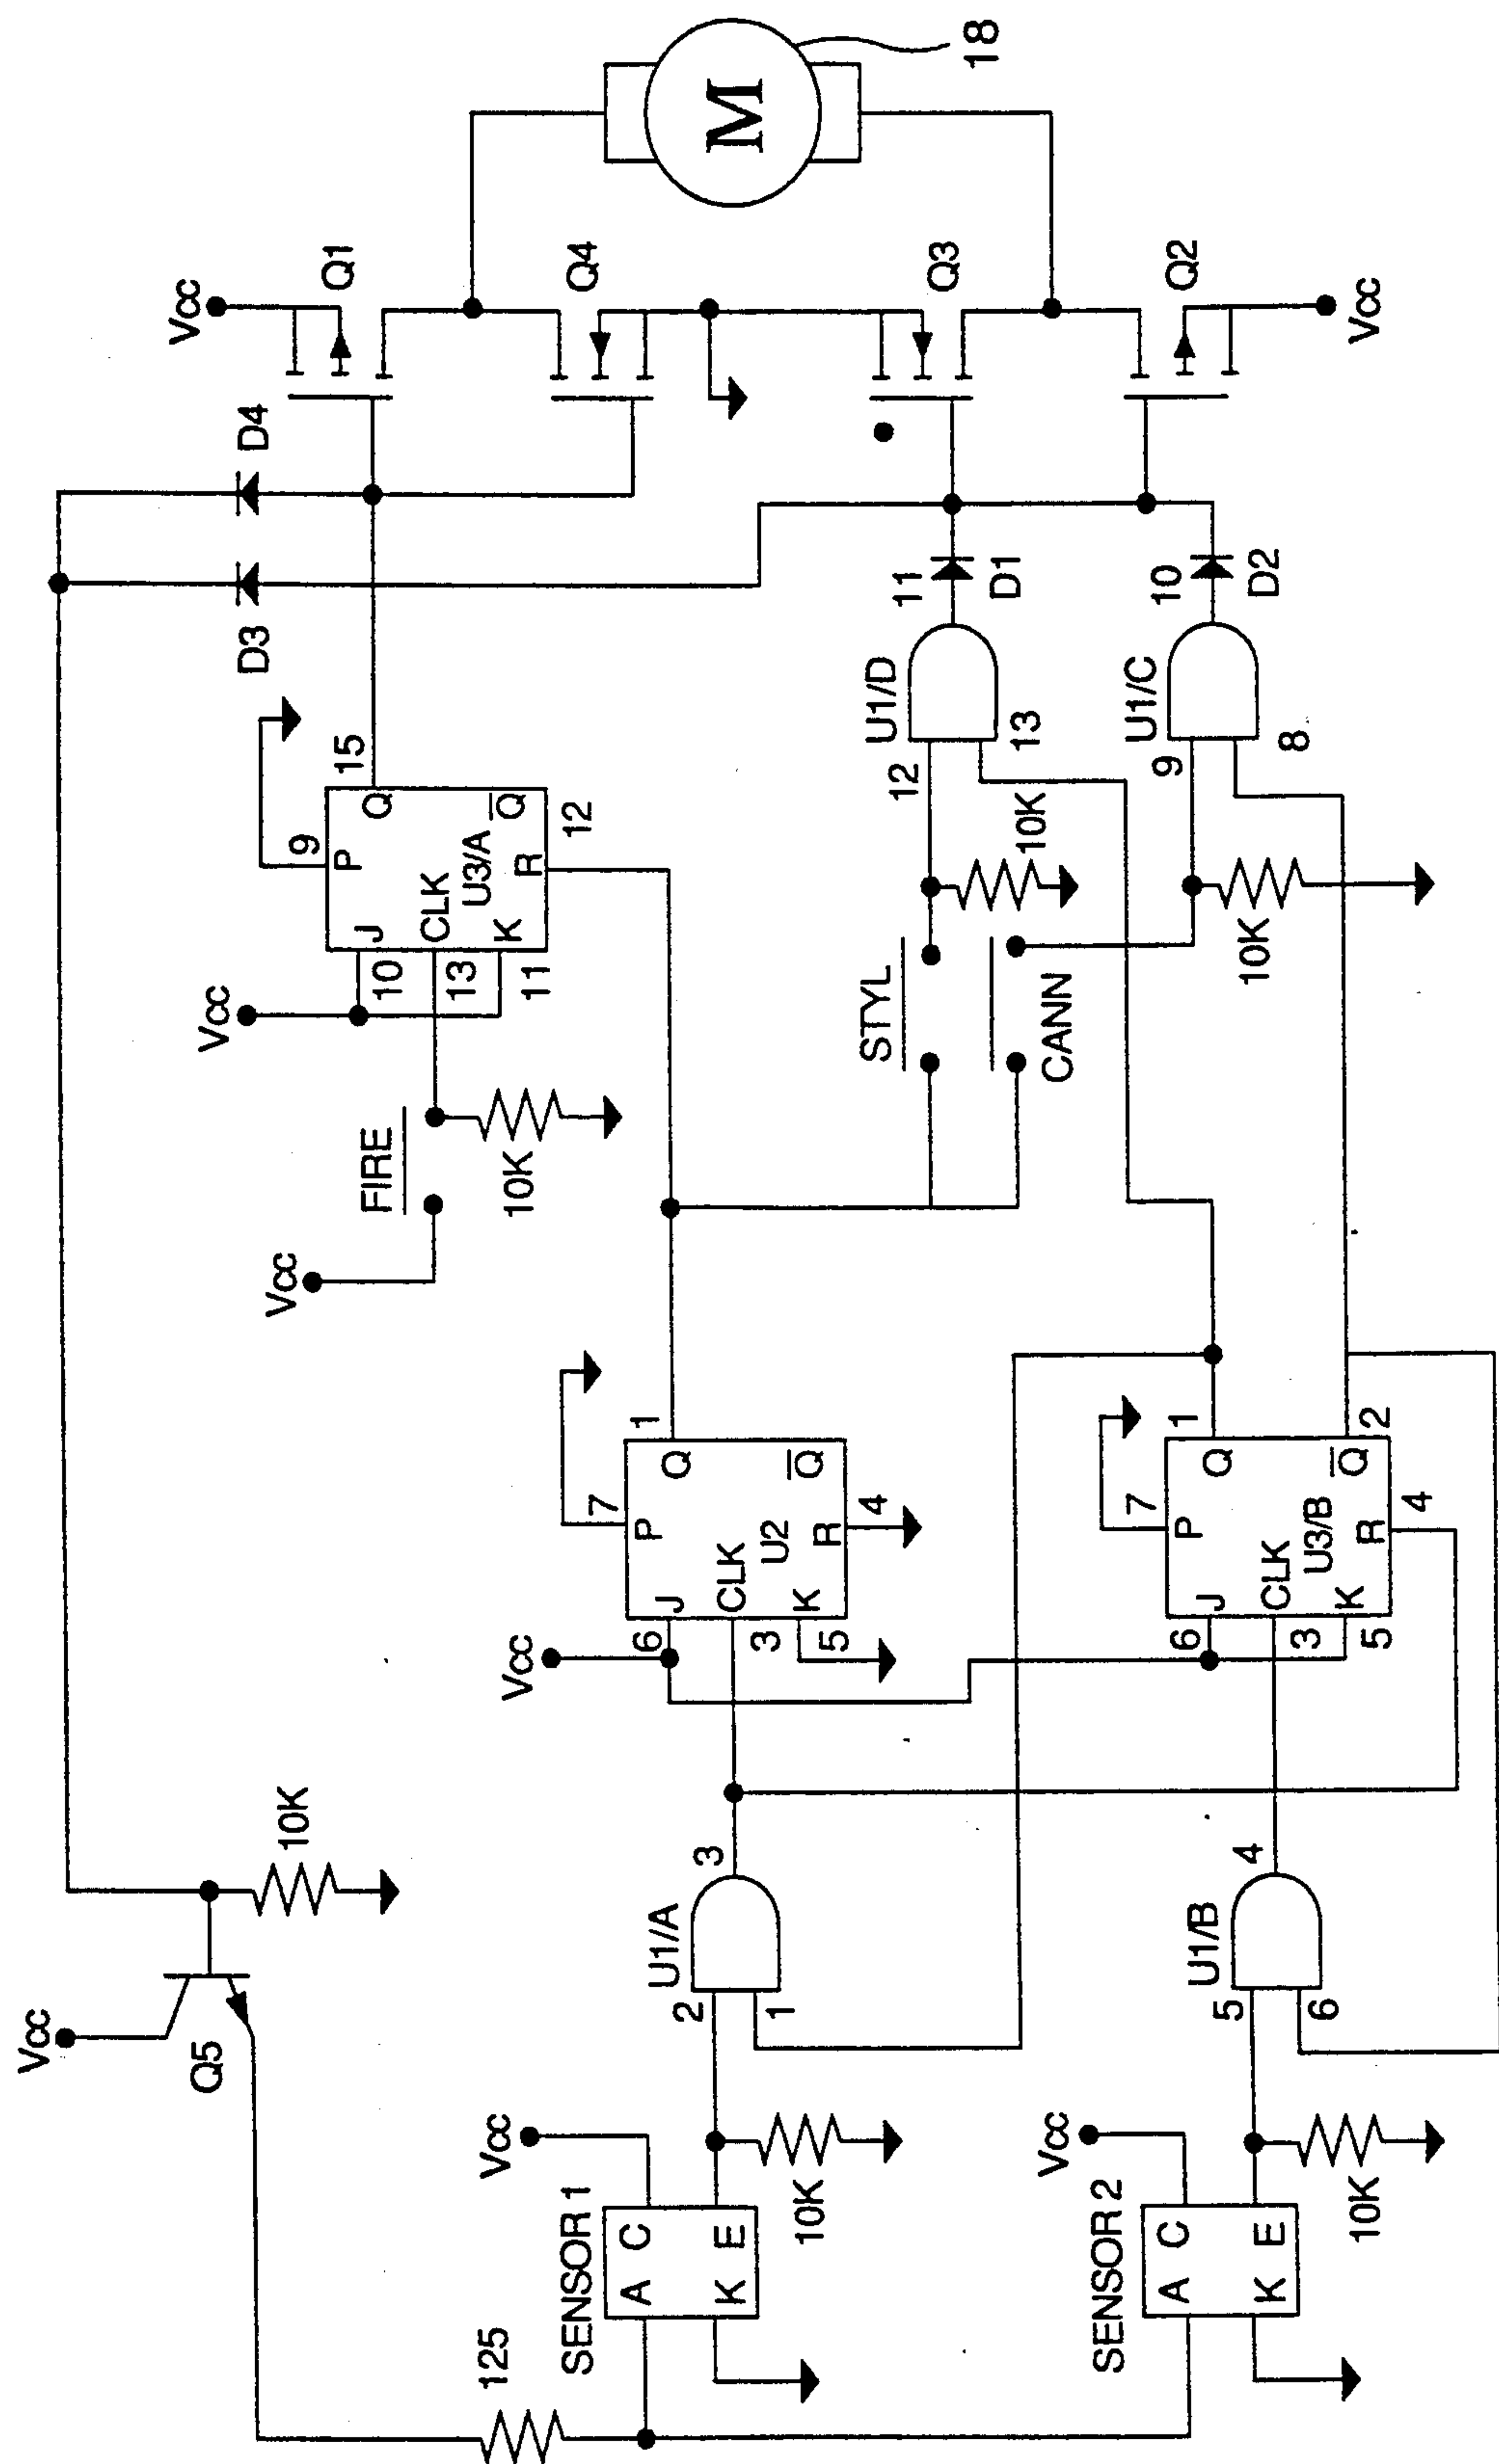 Vcc
Q5
10K
125
SENSOR 1
A C
K E
Vcc
10K
SENSOR 2
A C
K E
Vcc
10K
U1/A
2
1
3
U1/B
5
6
4
Vcc
6
J
P
7
Q
1
CLK
3
U2
K
5
R
4
Q
6
J
P
7
Q
1
CLK
3
U3/B
K
5
R
4
Q
2
Vcc
FIRE
10K
Vcc
J
10
P
9
Q
15
CLK
13
U3/A
K
11
R
12
Q
STYL
CANN
10K
10K
U1/D
12
13
11
D1
U1/C
9
8
10
D2
D3
D4
Vcc
Q1
Q4
Q3
Q2
Vcc
M
18